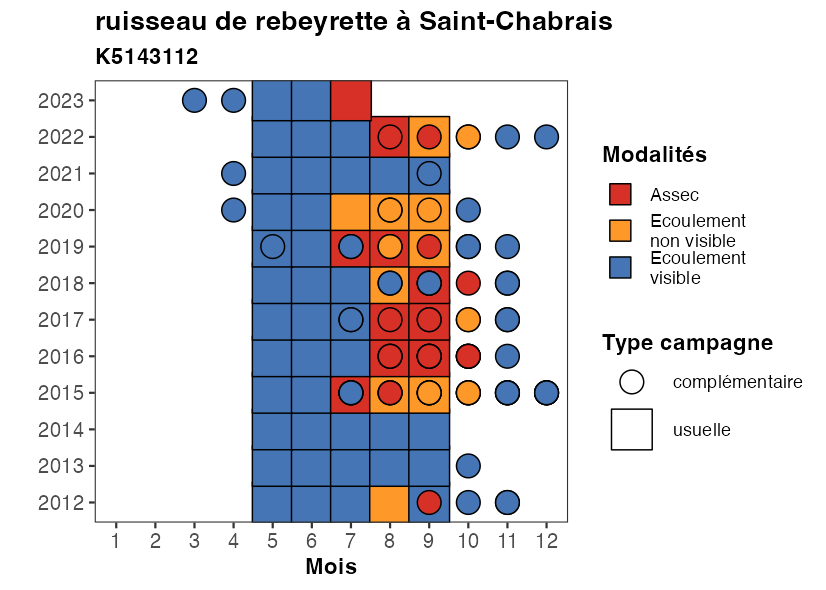 ruisseau de rebeyrette à Saint-Chabrais
K5143112
2023
2022
2021
2020
2019
2018
2017
2016
2015
2014
2013
2012
1 2 3 4 5 6 7 8 9 10 11 12
Mois
Modalités
Assec
Ecoulement
non visible
Ecoulement
visible
Type campagne
complémentaire
usuelle